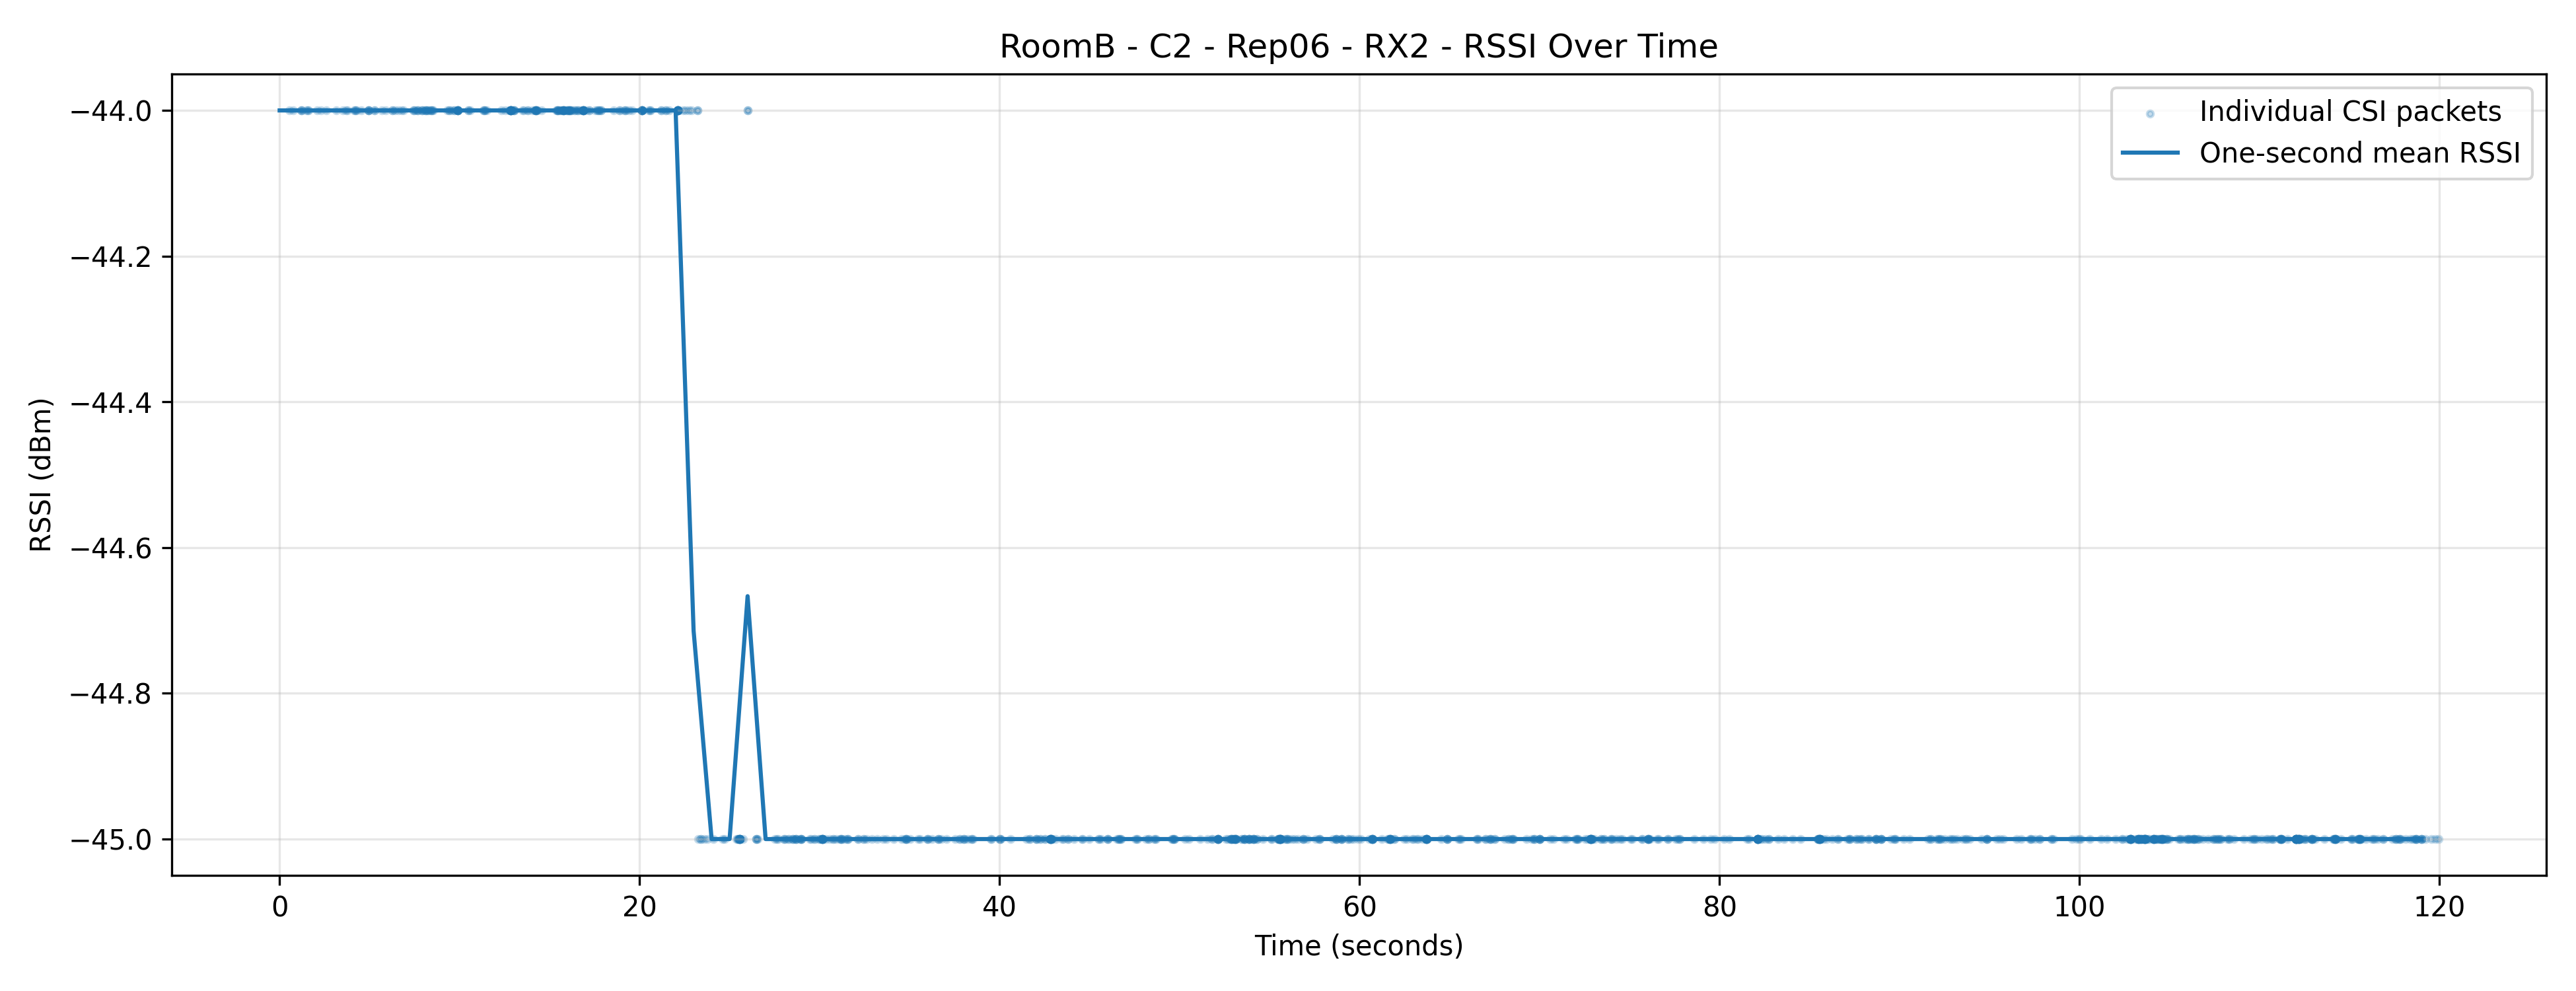 RoomB - C2 - Rep06 - RX2 - RSSI Over Time
Individual CSI packets
One-second mean RSSI
RSSI (dBm)
−44.0
−44.2
−44.4
−44.6
−44.8
−45.0
0 20 40 60 80 100 120
Time (seconds)